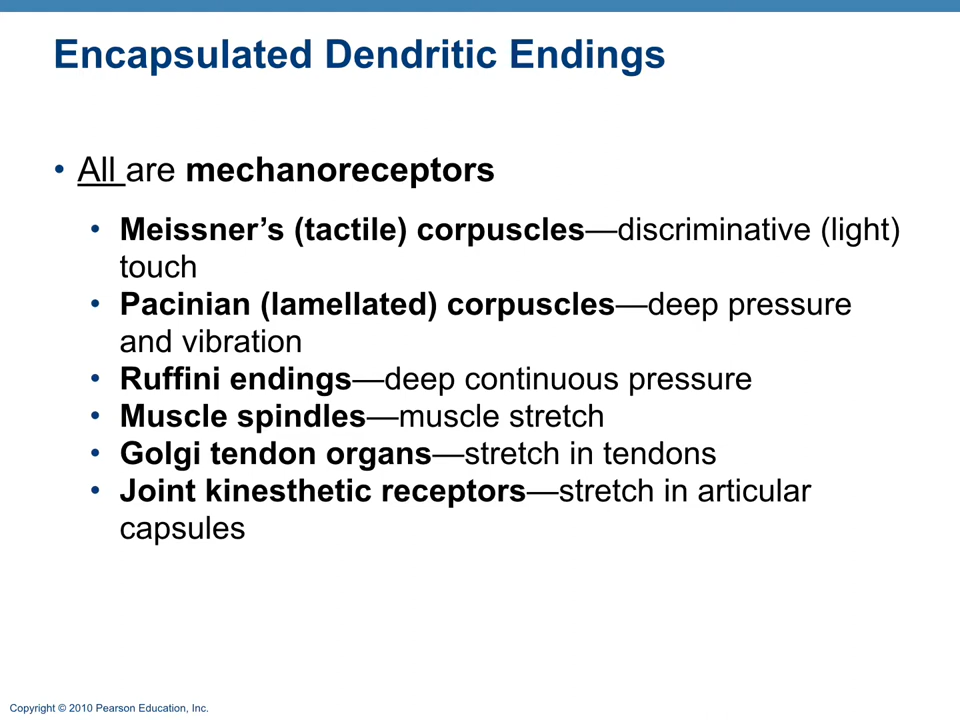 Encapsulated Dendritic Endings
• All are mechanoreceptors
• Meissner’s (tactile) corpuscles—discriminative (light)
touch
• Pacinian (lamellated) corpuscles—deep pressure
and vibration
• Ruffini endings—deep continuous pressure
• Muscle spindles—muscle stretch
• Golgi tendon organs—stretch in tendons
• Joint kinesthetic receptors—stretch in articular
capsules
Copyright © 2010 Pearson Education, Inc.